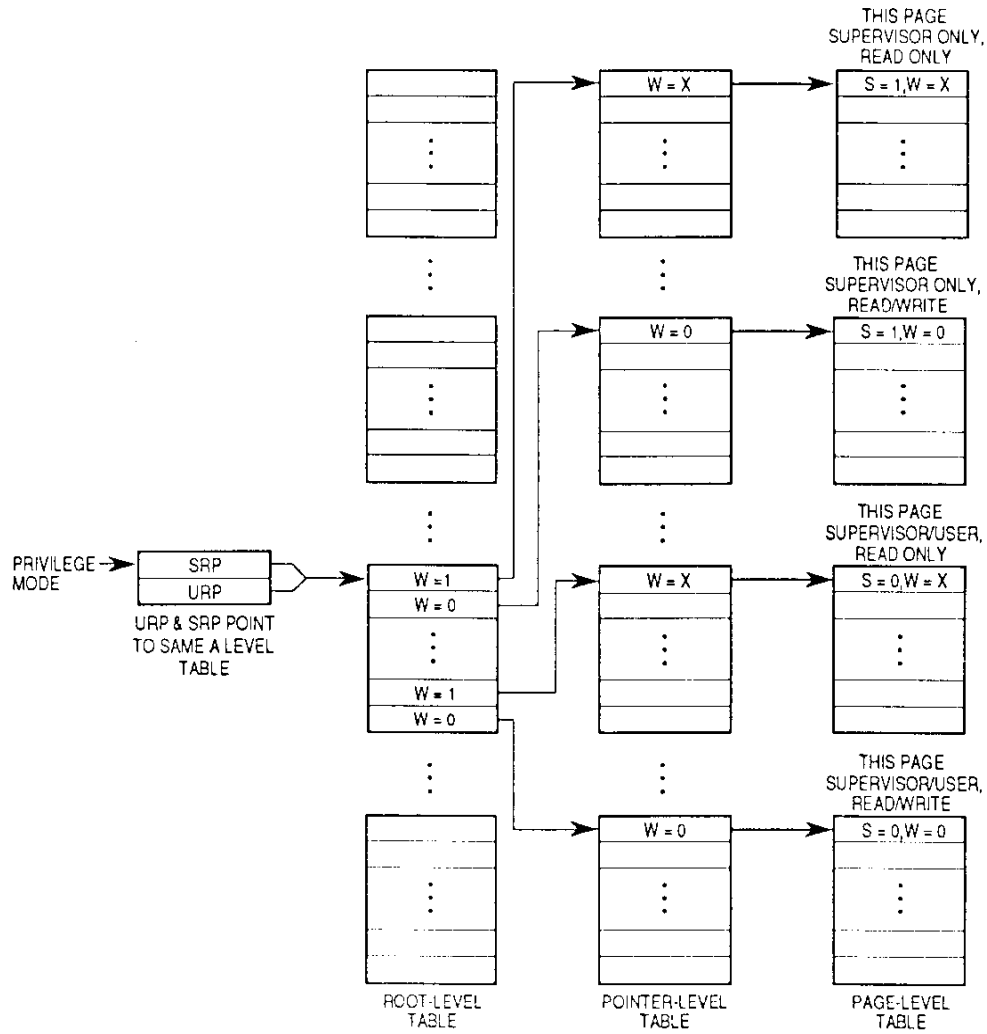 THIS PAGE
SUPERVISOR ONLY,
READ ONLY
W = X
S = 1,W = X
THIS PAGE
SUPERVISOR ONLY,
READ/WRITE
W = 0
S = 1,W = 0
THIS PAGE
SUPERVISOR/USER,
READ ONLY
PRIVILEGE
MODE
SRP
URP
URP & SRP POINT
TO SAME A LEVEL
TABLE
W =1
W = 0
W = 1
W = 0
W = X
S = 0,W = X
THIS PAGE
SUPERVISOR/USER,
READ/WRITE
W = 0
S = 0,W = 0
ROOT-LEVEL
TABLE
POINTER-LEVEL
TABLE
PAGE-LEVEL
TABLE